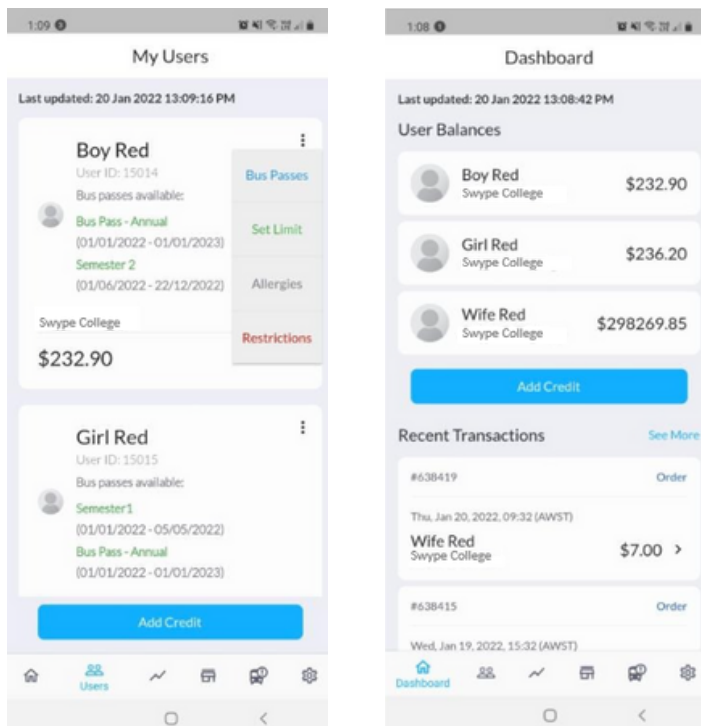 1:09
My Users
Last updated: 20 Jan 2022 13:09:16 PM
Boy Red
User ID: 15014
Bus passes available:
Bus Pass - Annual
(01/01/2022 - 01/01/2023)
Semester 2
(01/06/2022 - 22/12/2022)
Swype College
$232.90
Bus Passes
Set Limit
Allergies
Restrictions
Girl Red
User ID: 15015
Bus passes available:
Semester1
(01/01/2022 - 05/05/2022)
Bus Pass - Annual
(01/01/2022 - 01/01/2023)
Add Credit
Users
1:08
Dashboard
Last updated: 20 Jan 2022 13:08:42 PM
User Balances
Boy Red
Swype College
$232.90
Girl Red
Swype College
$236.20
Wife Red
Swype College
$298269.85
Add Credit
Recent Transactions
See More
#638419
Order
Thu, Jan 20, 2022, 09:32 (AWST)
Wife Red
Swype College
$7.00
#638415
Order
Wed, Jan 19, 2022, 15:32 (AWST)
Dashboard